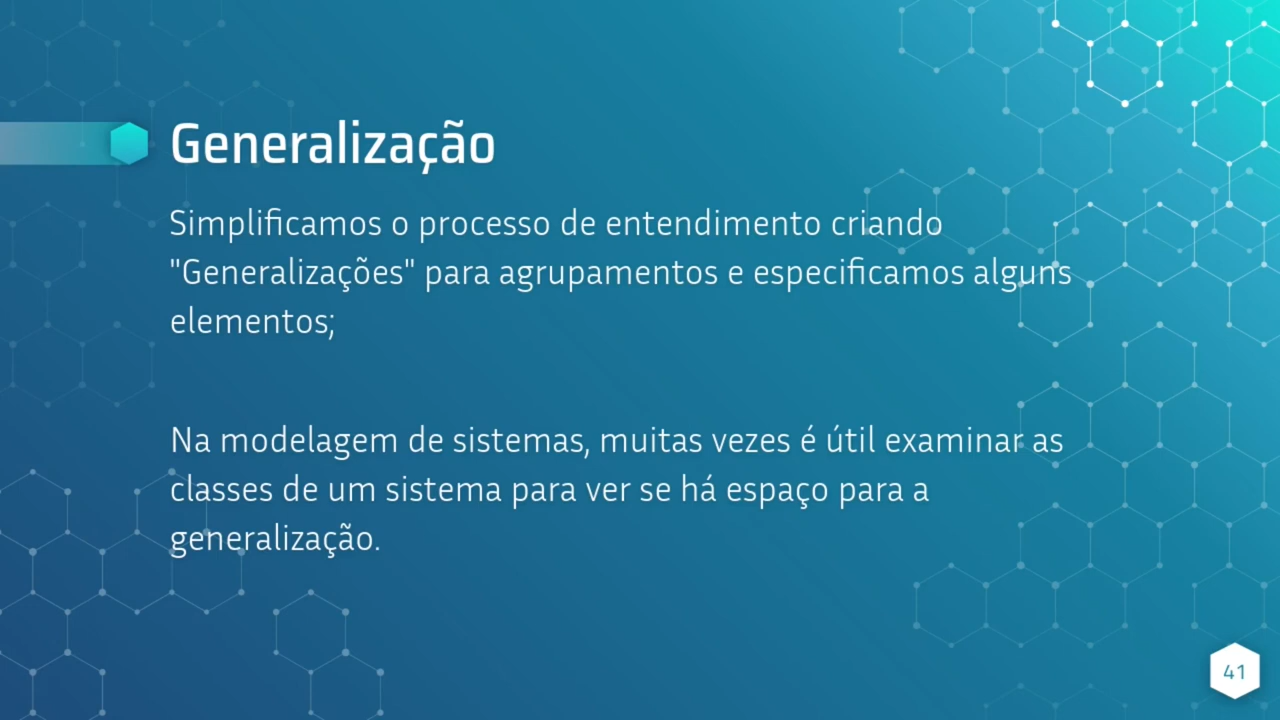 Generalização
Simplificamos o processo de entendimento criando
"Generalizações" para agrupamentos e especificamos alguns
elementos;
Na modelagem de sistemas, muitas vezes é útil examinar as
classes de um sistema para ver se há espaço para a
generalização.
41